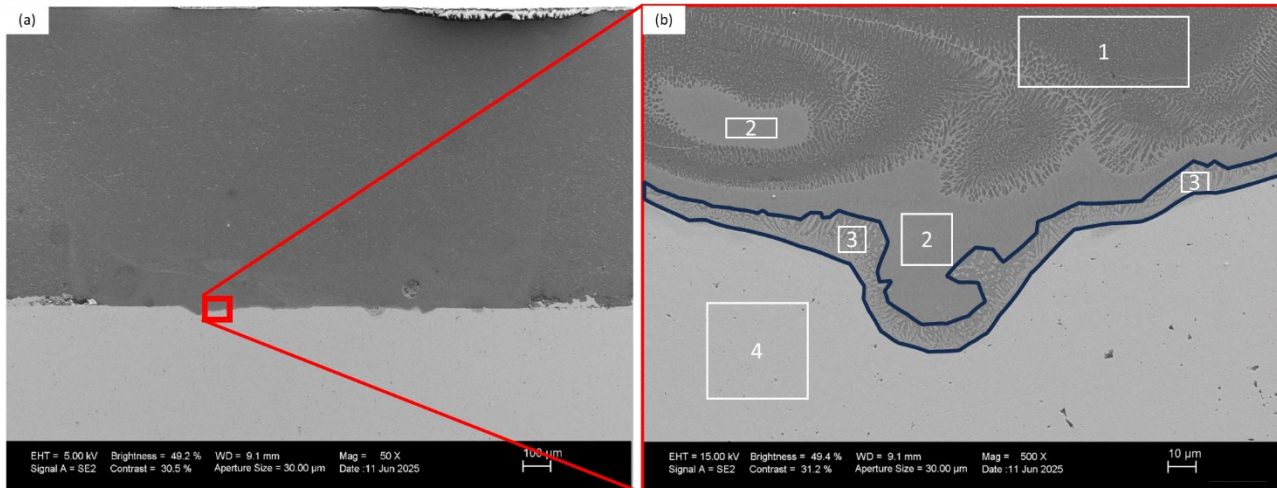 (a)
(b)
1
2
3
3
2
4
EHT = 5.00 kV Brightness = 49.2 % WD = 9.1 mm Mag = 50 X 100 µm
Signal A = SE2 Contrast = 30.5 % Aperture Size = 30.00 µm Date :11 Jun 2025
EHT = 15.00 kV Brightness = 49.4 % WD = 9.1 mm Mag = 500 X 10 µm
Signal A = SE2 Contrast = 31.2 % Aperture Size = 30.00 µm Date :11 Jun 2025